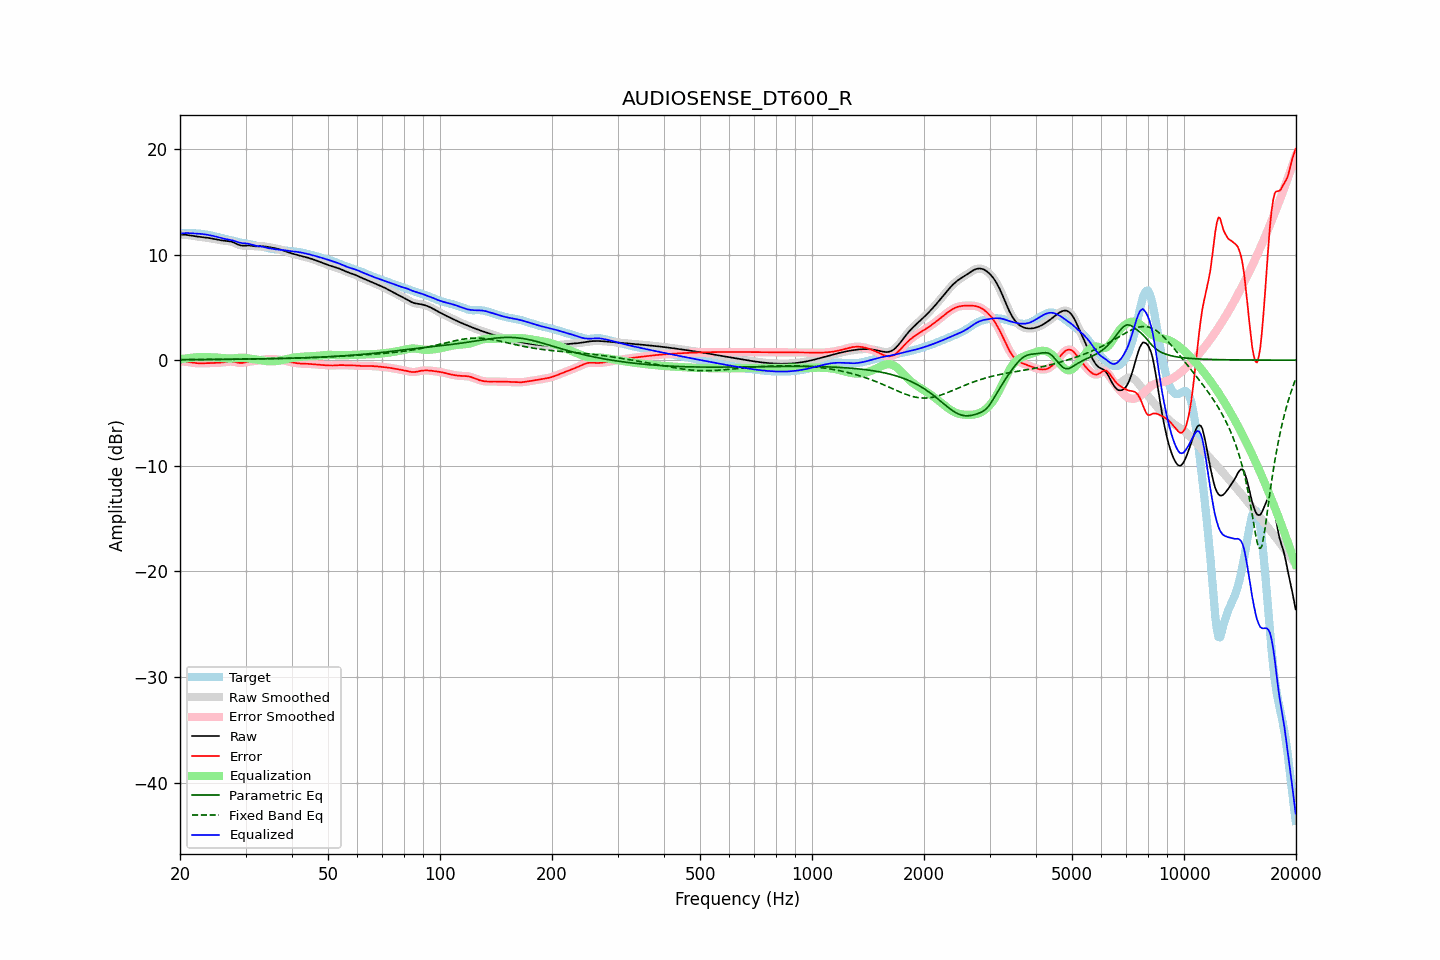 AUDIOSENSE_DT600_R
20
10
0
−10
−20
−30
−40
Amplitude (dBr)
Target
Raw Smoothed
Error Smoothed
Raw
Error
Equalization
Parametric Eq
Fixed Band Eq
Equalized
20
50
100
200
500
1000
2000
5000
10000
20000
Frequency (Hz)